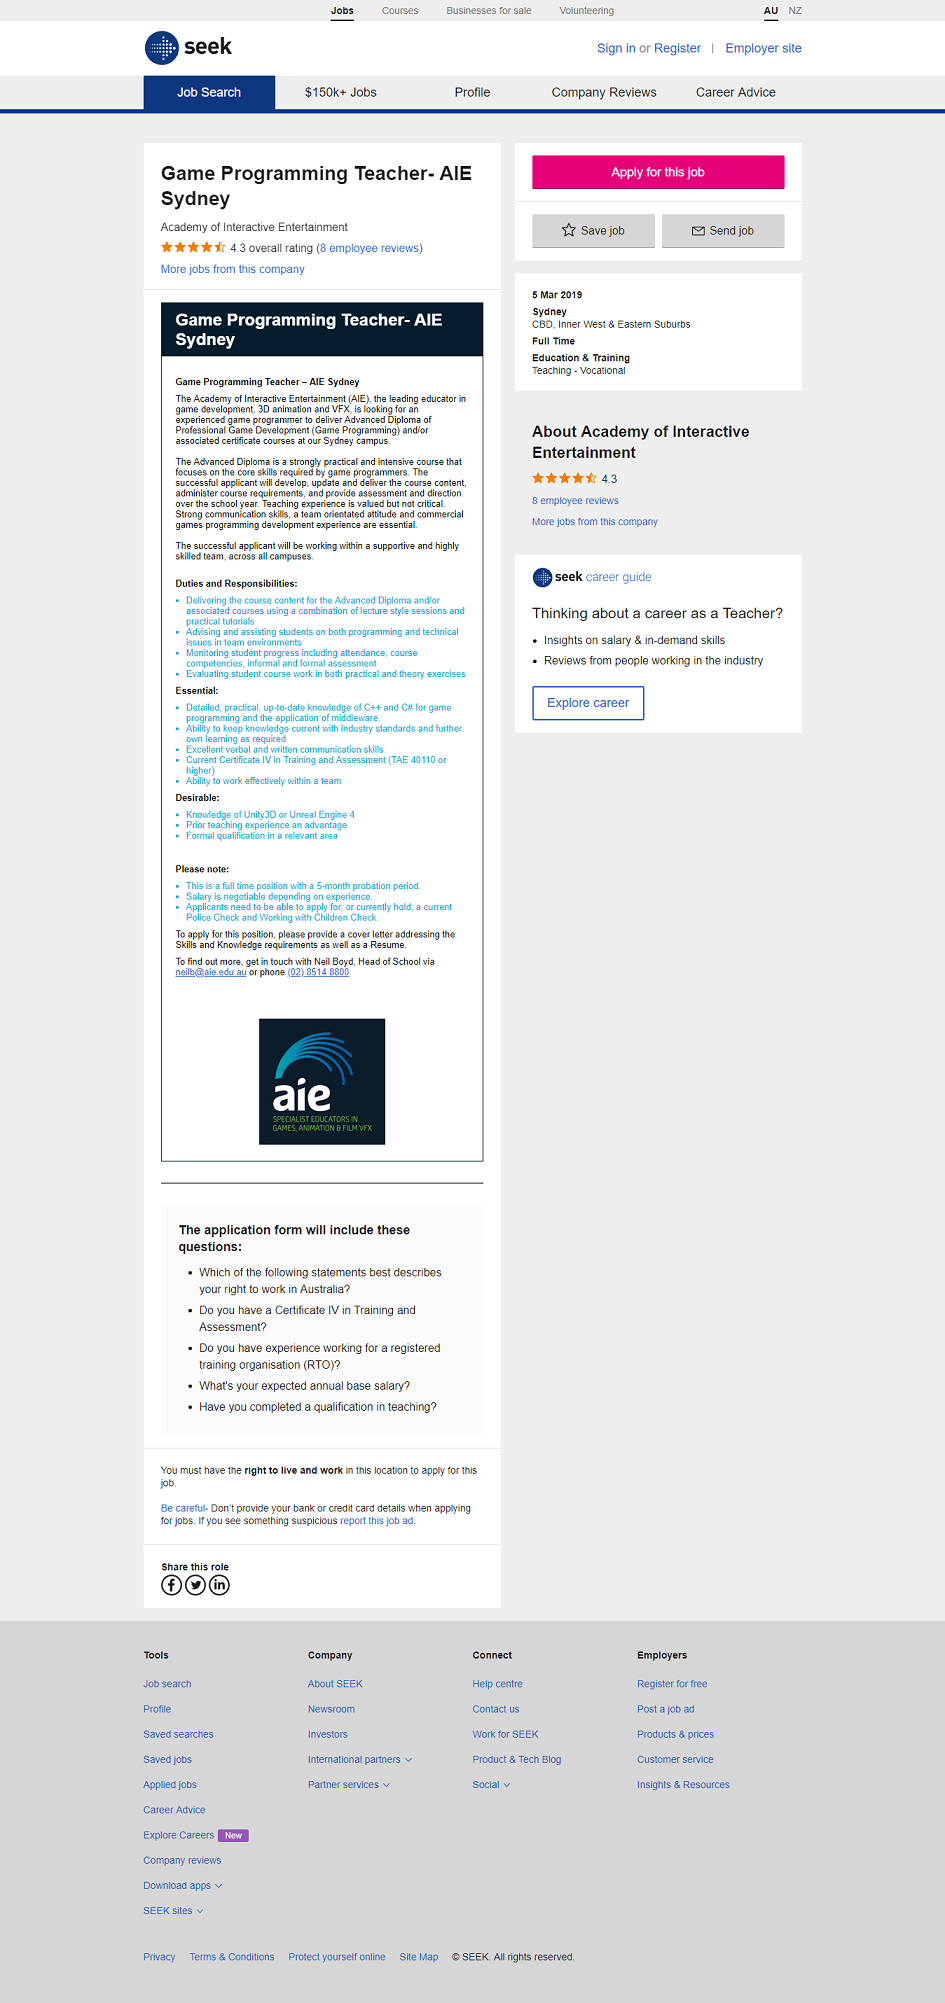 Jobs Courses Businesses for sale Volunteering AU NZ
seek Sign in or Register | Employer site
Job Search $150k+ Jobs Profile Company Reviews Career Advice
Game Programming Teacher- AIE
Sydney
Academy of Interactive Entertainment
4.3 overall rating (8 employee reviews)
More jobs from this company
Game Programming Teacher- AIE
Sydney
Game Programming Teacher – AIE Sydney
The Academy of Interactive Entertainment (AIE), the leading educator in
game development, 3D animation and VFX, is looking for an
experienced game programmer to deliver Advanced Diploma of
Professional Game Development (Game Programming) and/or
associated certificate courses at our Sydney campus.
The Advanced Diploma is a strongly practical and intensive course that
focuses on the core skills required by game programmers. The
successful applicant will develop, update and deliver the course content,
administer course requirements, and provide assessment and direction
over the school year. Teaching experience is valued but not critical.
Strong communication skills, a team orientated attitude and commercial
games programming development experience are essential.
The successful applicant will be working within a supportive and highly
skilled team, across all campuses.
Duties and Responsibilities:
• Delivering the course content for the Advanced Diploma and/or
associated courses using a combination of lecture style sessions and
practical tutorials
• Advising and assisting students on both programming and technical
issues in team environments
• Monitoring student progress including attendance, course
competencies, informal and formal assessment
• Evaluating student course work in both practical and theory exercises
Essential:
• Detailed, practical, up-to-date knowledge of C++ and C# for game
programming and the application of middleware.
• Ability to keep knowledge current with industry standards and further
own learning as required
• Excellent verbal and written communication skills
• Current Certificate IV in Training and Assessment (TAE 40110 or
higher)
• Ability to work effectively within a team
Desirable:
• Knowledge of Unity3D or Unreal Engine 4
• Prior teaching experience an advantage
• Formal qualification in a relevant area
Please note:
• This is a full time position with a 5-month probation period.
• Salary is negotiable depending on experience.
• Applicants need to be able to apply for, or currently hold, a current
Police Check and Working with Children Check.
To apply for this position, please provide a cover letter addressing the
Skills and Knowledge requirements as well as a Resume.
To find out more, get in touch with Neil Boyd, Head of School via
neilb@aie.edu.au or phone (02) 8514 8800
aie
SPECIALIST EDUCATORS IN
GAMES, ANIMATION & FILM VFX
The application form will include these
questions:
• Which of the following statements best describes
your right to work in Australia?
• Do you have a Certificate IV in Training and
Assessment?
• Do you have experience working for a registered
training organisation (RTO)?
• What's your expected annual base salary?
• Have you completed a qualification in teaching?
You must have the right to live and work in this location to apply for this
job.
Be careful- Don't provide your bank or credit card details when applying
for jobs. If you see something suspicious report this job ad.
Share this role
Apply for this job
Save job Send job
5 Mar 2019
Sydney
CBD, Inner West & Eastern Suburbs
Full Time
Education & Training
Teaching - Vocational
About Academy of Interactive
Entertainment
4.3
8 employee reviews
More jobs from this company
seek career guide
Thinking about a career as a Teacher?
• Insights on salary & in-demand skills
• Reviews from people working in the industry
Explore career
Tools
Job search
Profile
Saved searches
Saved jobs
Applied jobs
Career Advice
Explore Careers New
Company reviews
Download apps
SEEK sites
Company
About SEEK
Newsroom
Investors
International partners
Partner services
Connect
Help centre
Contact us
Work for SEEK
Product & Tech Blog
Social
Employers
Register for free
Post a job ad
Products & prices
Customer service
Insights & Resources
Privacy Terms & Conditions Protect yourself online Site Map © SEEK. All rights reserved.